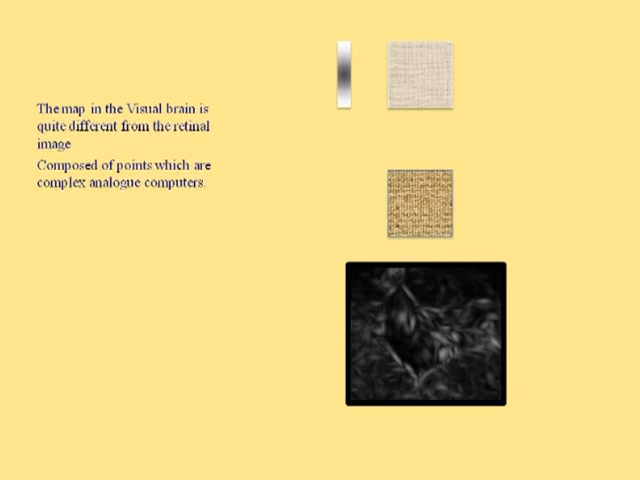 The map in the Visual brain is
quite different from the retinal
image
Composed of points which are
complex analogue computers.